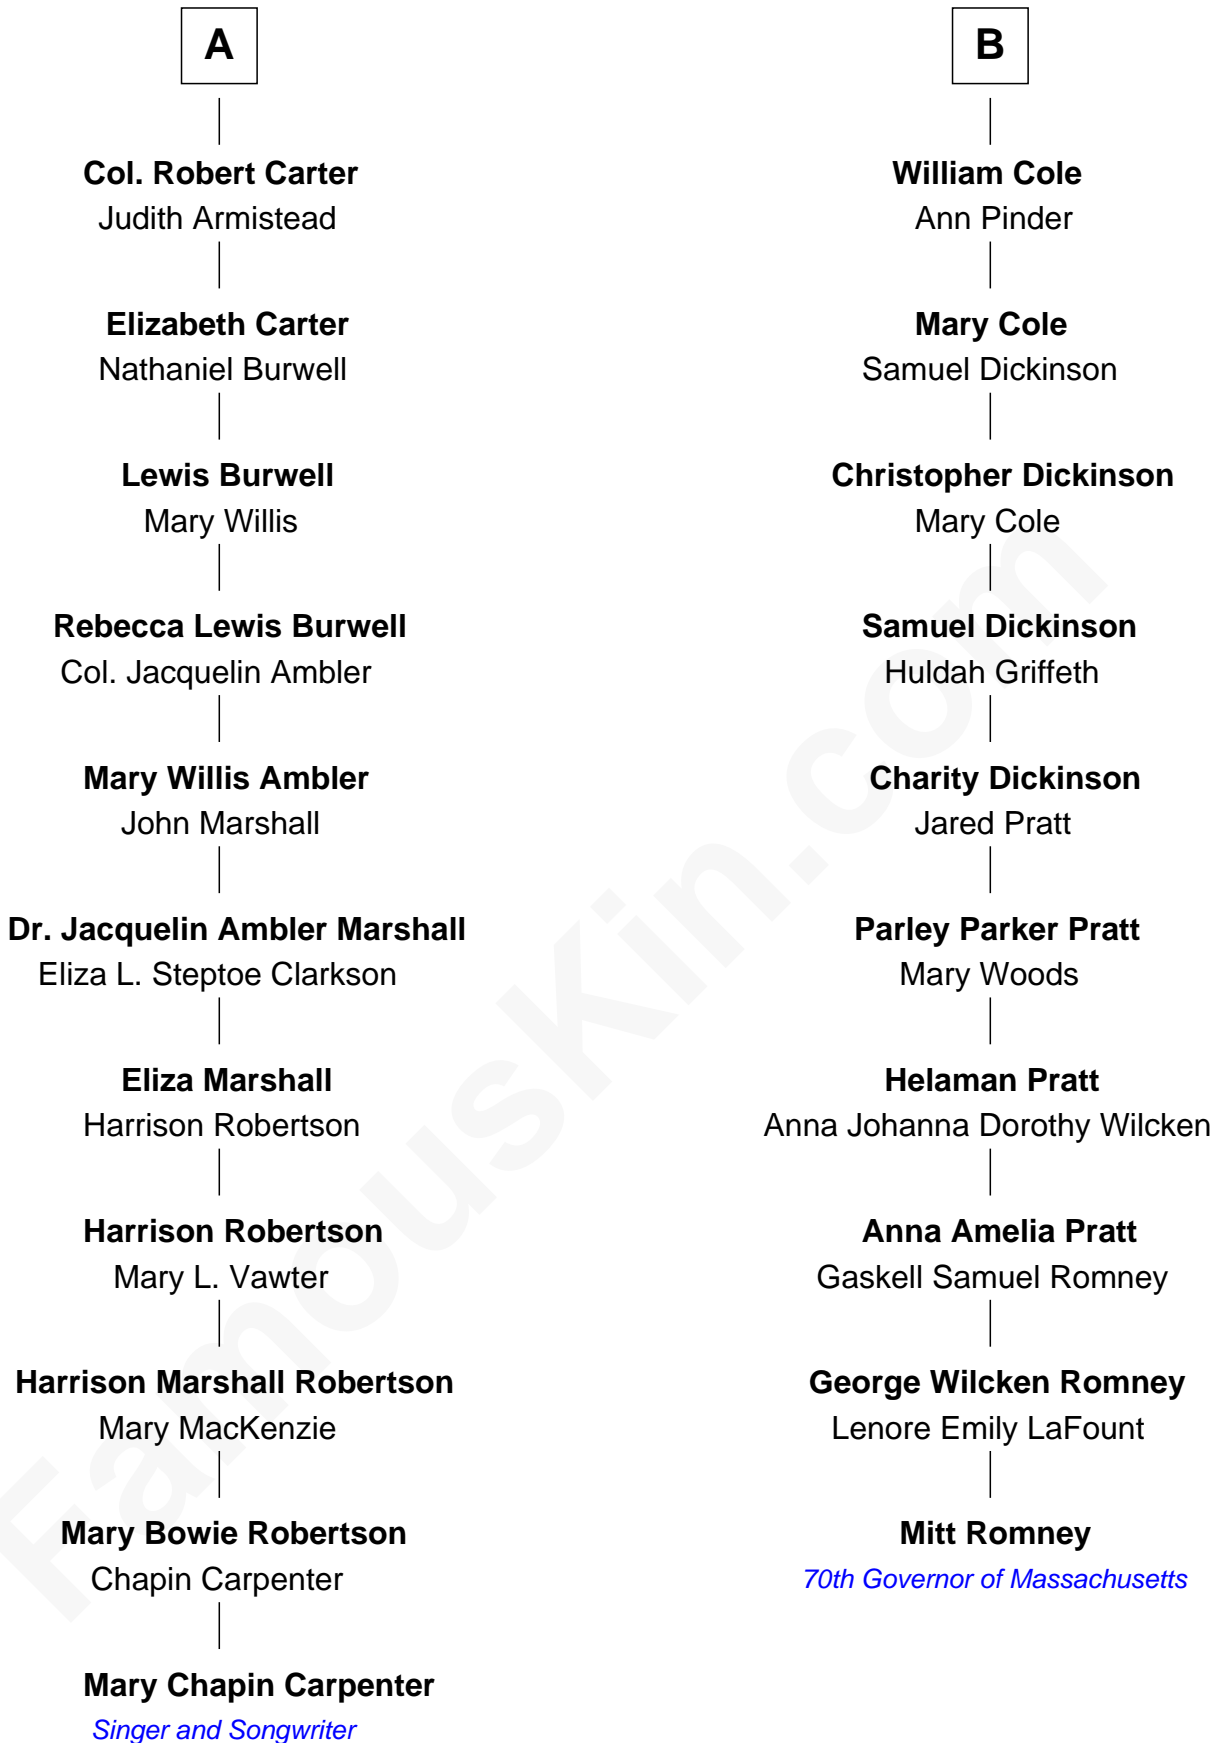 A
Col. Robert Carter
Judith Armistead
Elizabeth Carter
Nathaniel Burwell
Lewis Burwell
Mary Willis
Rebecca Lewis Burwell
Col. Jacquelin Ambler
Mary Willis Ambler
John Marshall
Dr. Jacquelin Ambler Marshall
Eliza L. Steptoe Clarkson
Eliza Marshall
Harrison Robertson
Harrison Robertson
Mary L. Vawter
Harrison Marshall Robertson
Mary MacKenzie
Mary Bowie Robertson
Chapin Carpenter
Mary Chapin Carpenter
Singer and Songwriter
B
William Cole
Ann Pinder
Mary Cole
Samuel Dickinson
Christopher Dickinson
Mary Cole
Samuel Dickinson
Huldah Griffeth
Charity Dickinson
Jared Pratt
Parley Parker Pratt
Mary Woods
Helaman Pratt
Anna Johanna Dorothy Wilcken
Anna Amelia Pratt
Gaskell Samuel Romney
George Wilcken Romney
Lenore Emily LaFount
Mitt Romney
70th Governor of Massachusetts
FamousKin.com